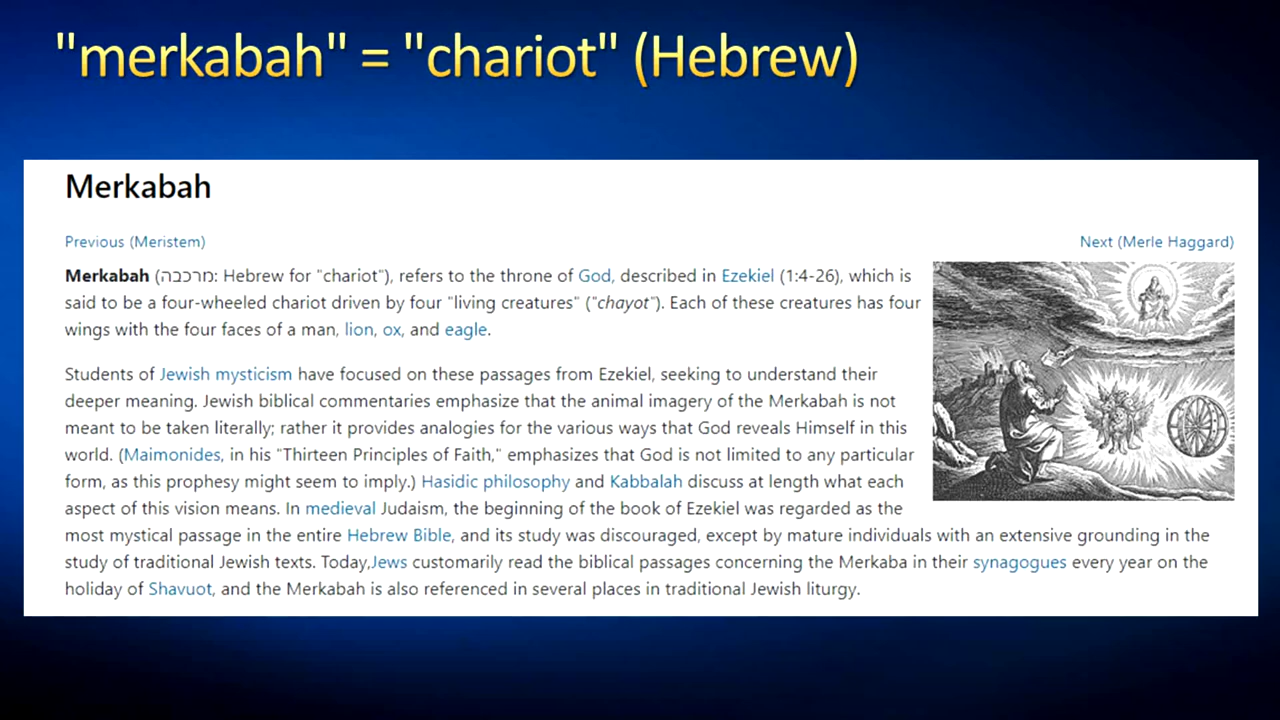 "merkabah" = "chariot" (Hebrew)
Merkabah
Previous (Meristem)
Next (Merle Haggard)
Merkabah (מרכבה: Hebrew for "chariot"), refers to the throne of God, described in Ezekiel (1:4-26), which is
said to be a four-wheeled chariot driven by four "living creatures" ("chayot"). Each of these creatures has four
wings with the four faces of a man, lion, ox, and eagle.
Students of Jewish mysticism have focused on these passages from Ezekiel, seeking to understand their
deeper meaning. Jewish biblical commentaries emphasize that the animal imagery of the Merkabah is not
meant to be taken literally; rather it provides analogies for the various ways that God reveals Himself in this
world. (Maimonides, in his "Thirteen Principles of Faith," emphasizes that God is not limited to any particular
form, as this prophesy might seem to imply.) Hasidic philosophy and Kabbalah discuss at length what each
aspect of this vision means. In medieval Judaism, the beginning of the book of Ezekiel was regarded as the
most mystical passage in the entire Hebrew Bible, and its study was discouraged, except by mature individuals with an extensive grounding in the
study of traditional Jewish texts. Today,Jews customarily read the biblical passages concerning the Merkaba in their synagogues every year on the
holiday of Shavuot, and the Merkabah is also referenced in several places in traditional Jewish liturgy.